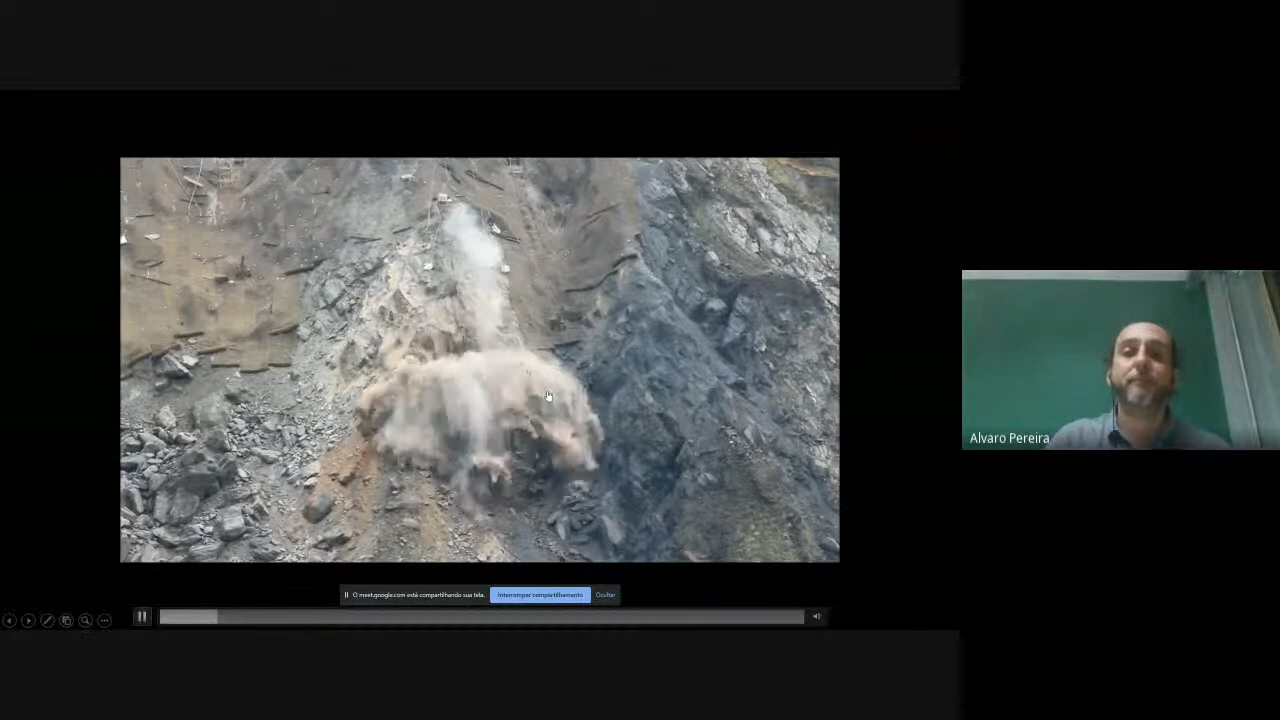 Alvaro Pereira
O meet.google.com está compartilhando sua tela.
Interromper compartilhamento
Ocultar